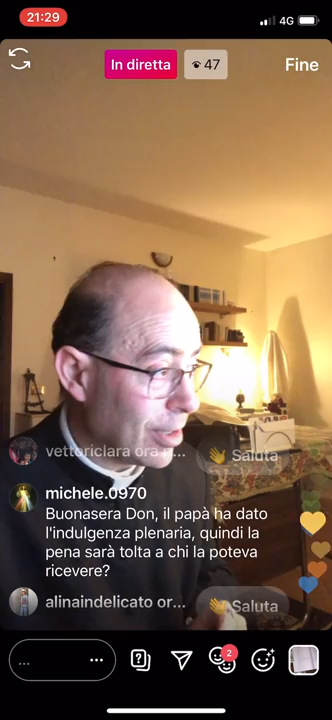 21:29
4G
In diretta
47
Fine
vettoriclara ora p...
👋 Saluta
michele.0970
Buonasera Don, il papà ha dato
l'indulgenza plenaria, quindi la
pena sarà tolta a chi la poteva
ricevere?
alinaindelicato or...
👋 Saluta
...
2